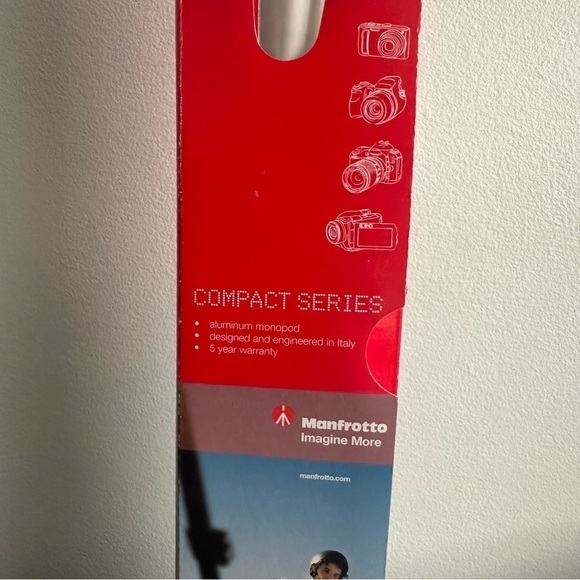 COMPACT SERIES
• aluminum monopod
• designed and engineered in Italy
• 5 year warranty
Manfrotto
Imagine More
manfrotto.com